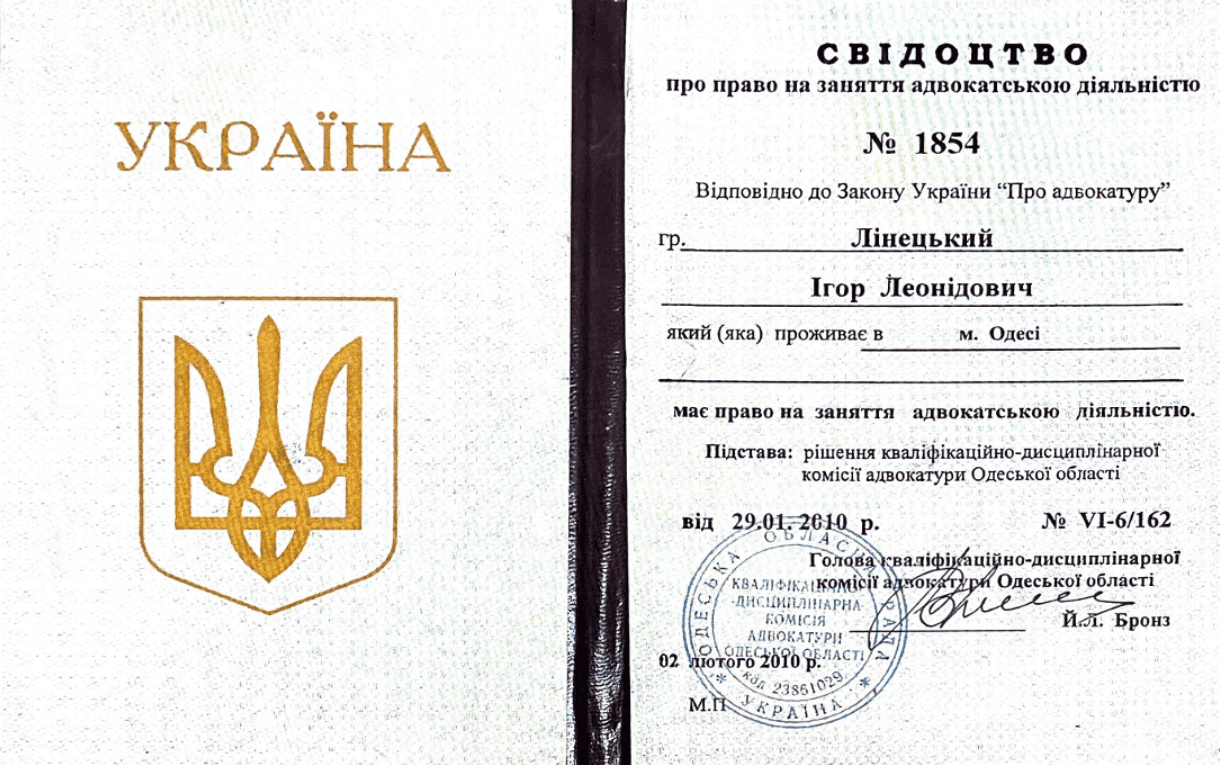 УКРАЇНА
СВІДОЦТВО
про право на заняття адвокатською діяльністю
№ 1854
Відповідно до Закону України “Про адвокатуру”
гр. Лінецький
Ігор Леонідович
який (яка) проживає в м. Одесі
має право на заняття адвокатською діяльністю.
Підстава: рішення кваліфікаційно-дисциплінарної
комісії адвокатури Одеської області
від 29.01.2010 р. № VI-6/162
Голова кваліфікаційно-дисциплінарної
комісії адвокатури Одеської області
Й.Л. Бронз
02 лютого 2010 р.
М.П
ОДЕСЬКА ОБЛАСНА РАДА
КВАЛІФІКАЦІЙНО
ДИСЦИПЛІНАРНА
КОМІСІЯ
АДВОКАТУРИ
ОДЕСЬКОЇ ОБЛАСТІ
КОД 23861029
* УКРАЇНА *